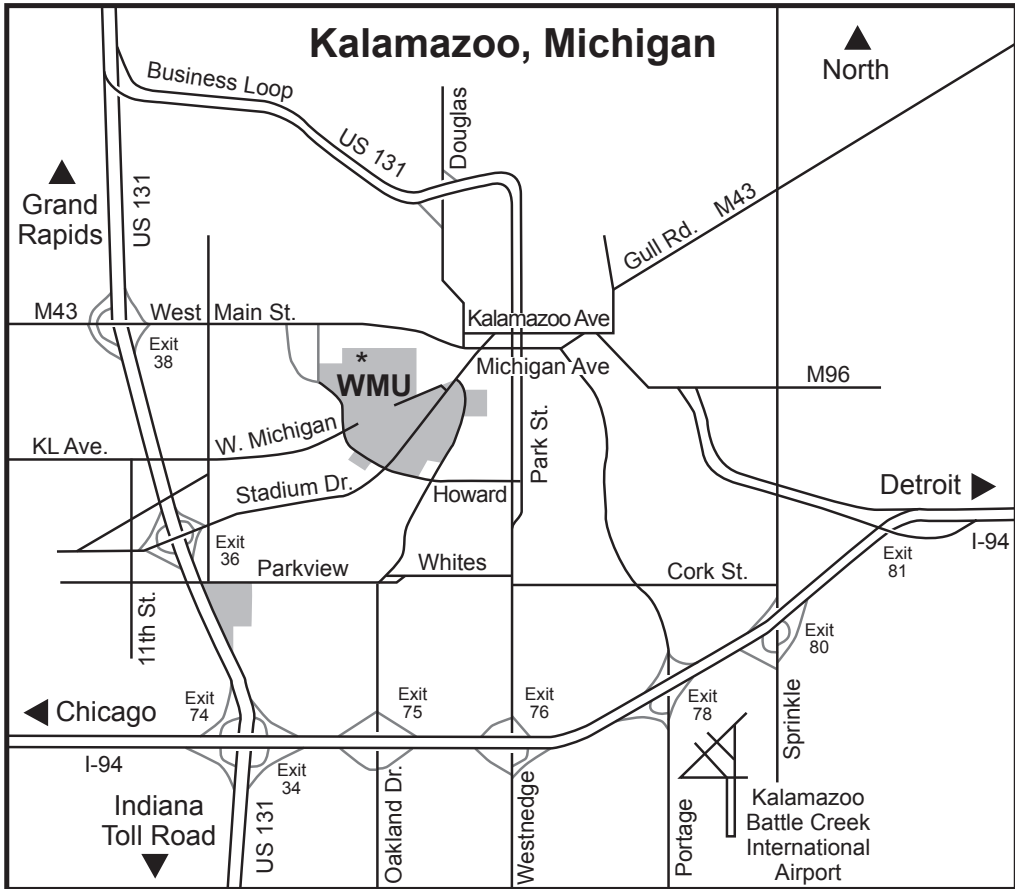 Kalamazoo, Michigan
North
Business Loop
US 131
Douglas
Grand
Rapids
US 131
Gull Rd. M43
M43 West Main St.
Exit
38
Kalamazoo Ave
Michigan Ave
*
WMU
M96
KL Ave.
W. Michigan
Park St.
Stadium Dr.
Howard
Detroit
I-94
Exit
36
Parkview
Whites
Cork St.
Exit
81
11th St.
Exit
80
Chicago
Exit
74
Exit
75
Exit
76
Exit
78
Sprinkle
I-94
Exit
34
Indiana
Toll Road
US 131
Oakland Dr.
Westnedge
Portage
Kalamazoo
Battle Creek
International
Airport